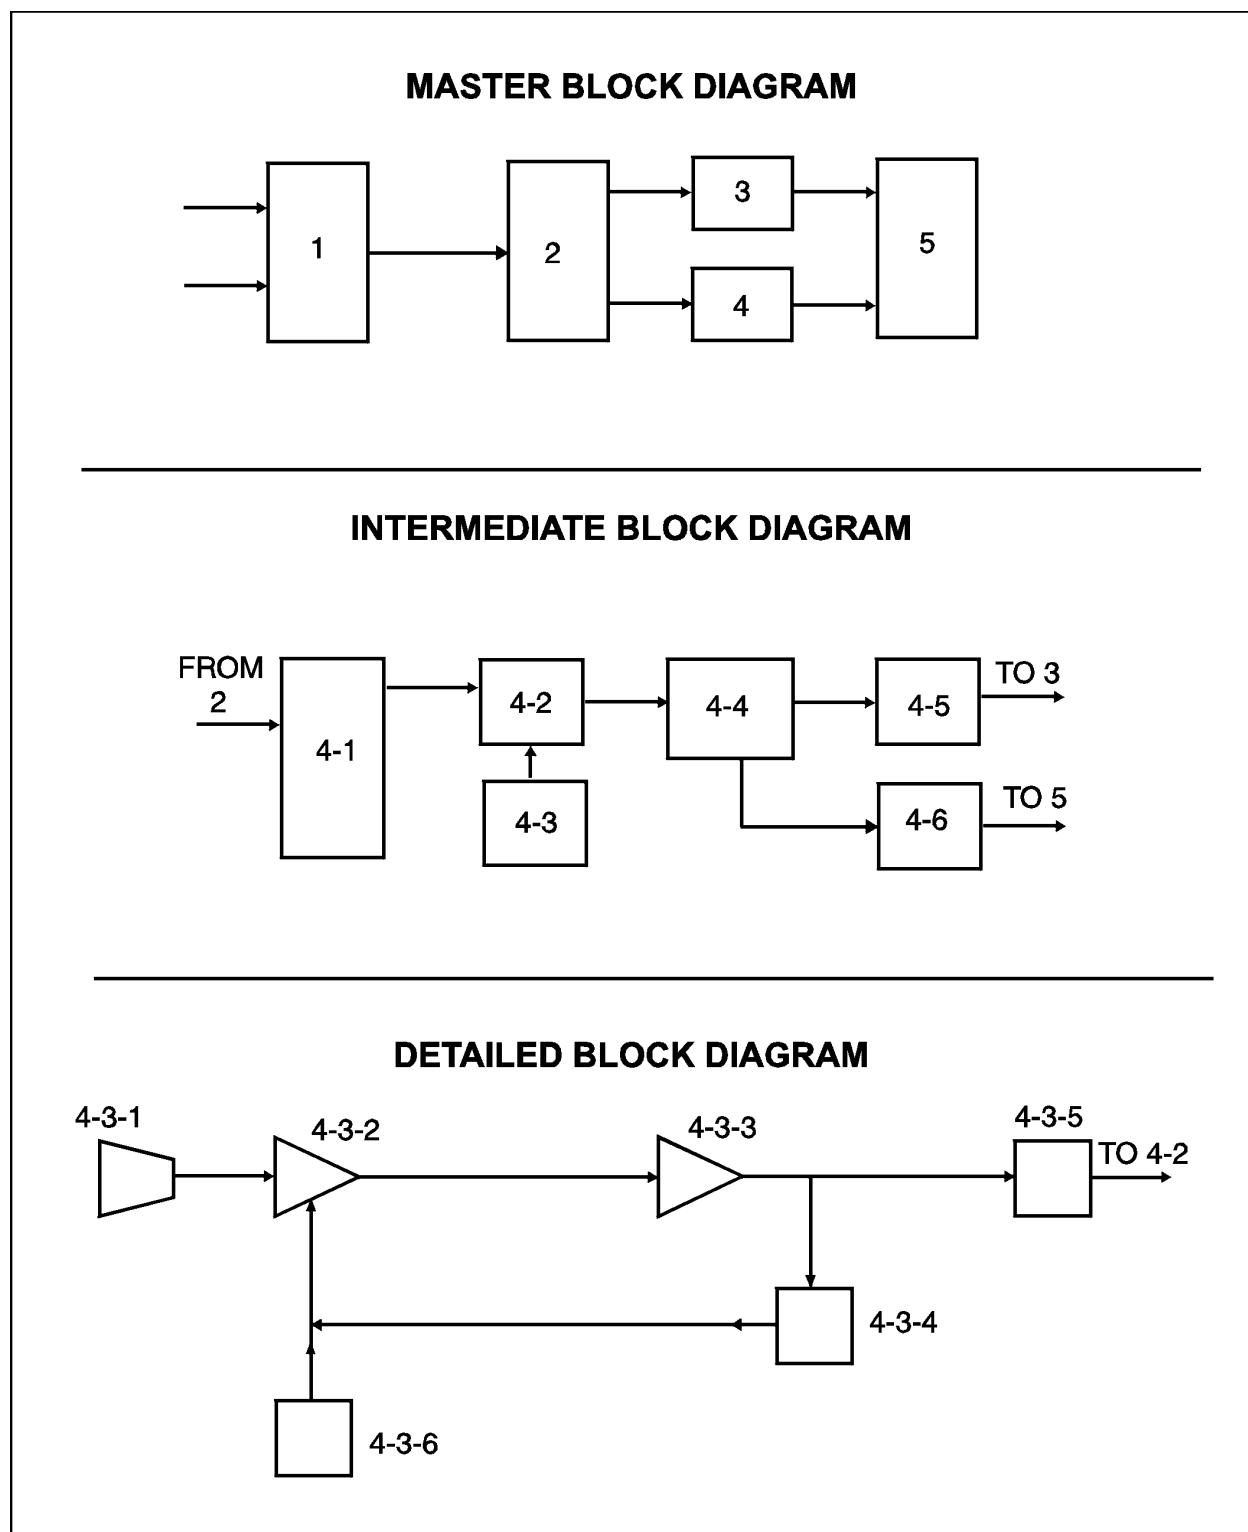 MASTER BLOCK DIAGRAM
1
2
3
4
5
INTERMEDIATE BLOCK DIAGRAM
FROM
2
4-1
4-2
4-3
4-4
4-5
TO 3
4-6
TO 5
DETAILED BLOCK DIAGRAM
4-3-1
4-3-2
4-3-3
4-3-5
TO 4-2
4-3-4
4-3-6